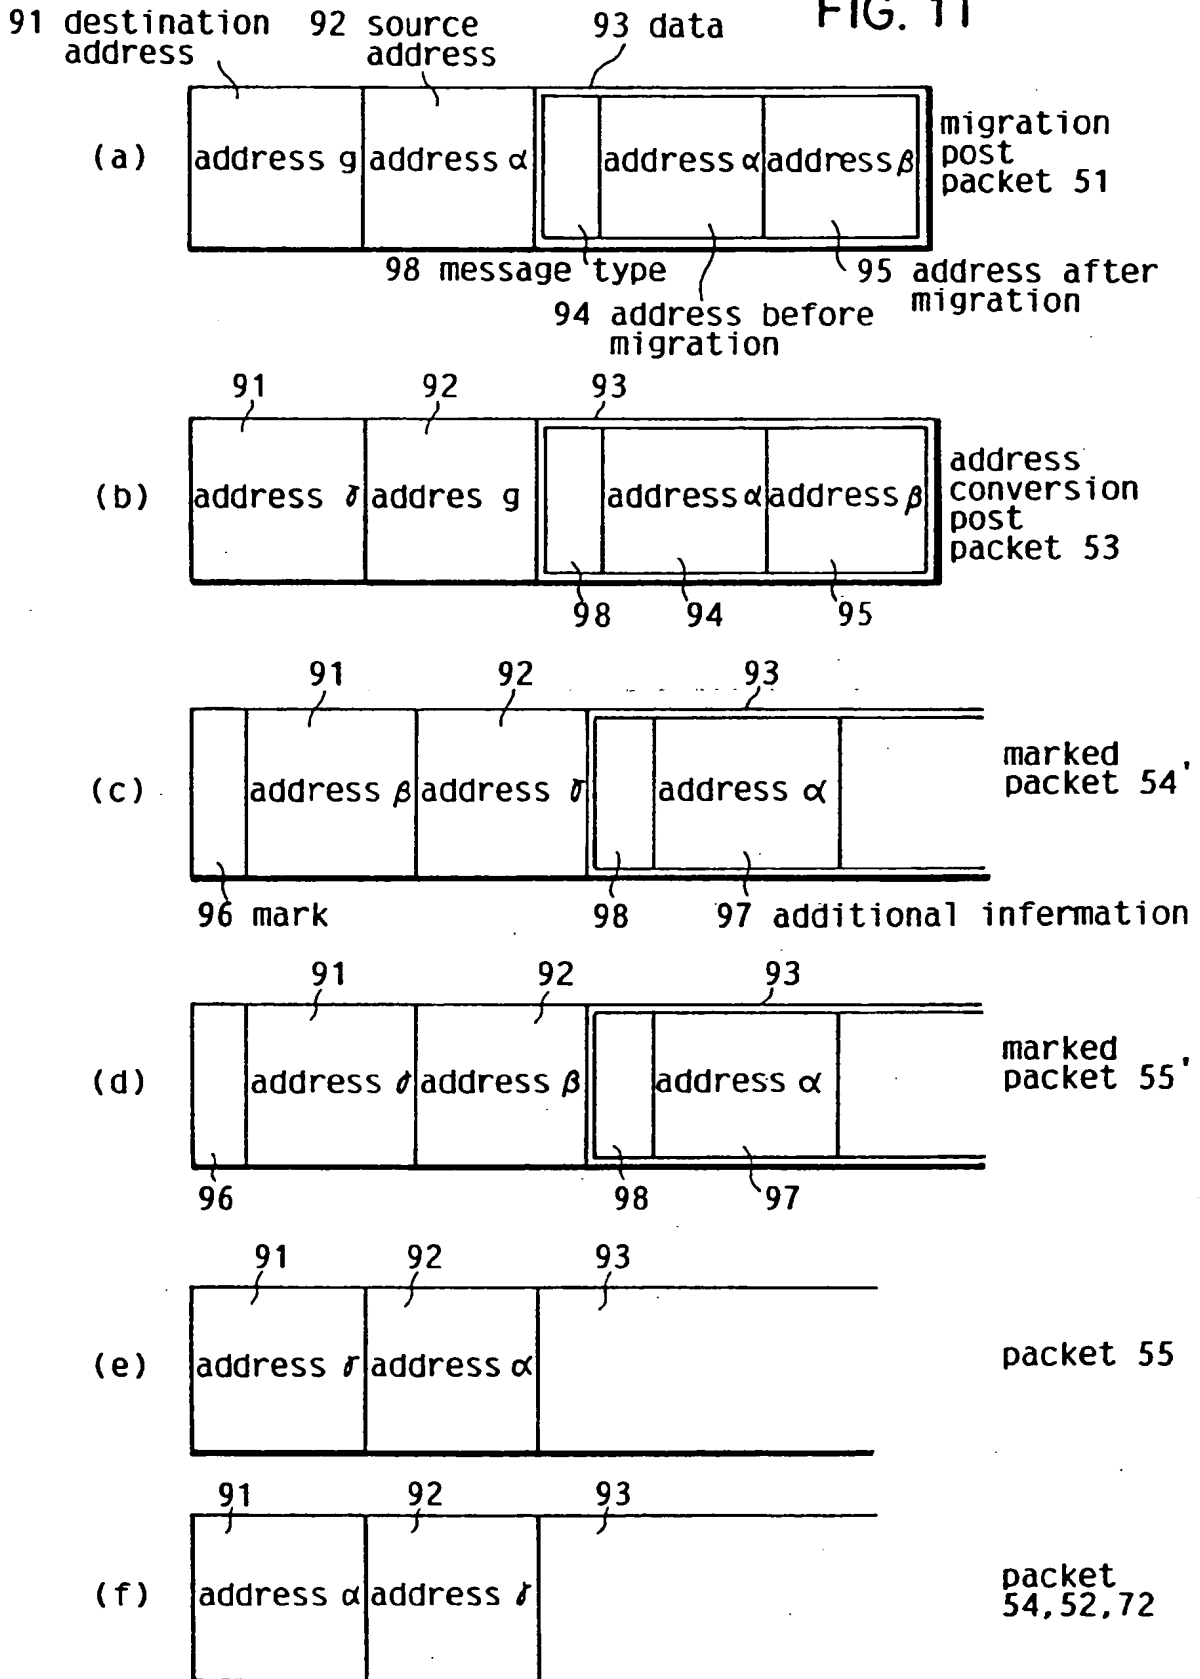 FIG. 11
91 destination address
92 source address
93 data
(a)
address g
address α
address α
address β
migration
post
packet 51
98 message type
94 address before
migration
95 address after
migration
91
92
93
(b)
address γ
addres g
address α
address β
address
conversion
post
packet 53
98
94
95
91
92
93
(c)
address β
address γ
address α
marked
packet 54'
96 mark
98
97 additional infermation
91
92
93
(d)
address γ
address β
address α
marked
packet 55'
96
98
97
91
92
93
(e)
address γ
address α
packet 55
91
92
93
(f)
address α
address γ
packet
54,52,72